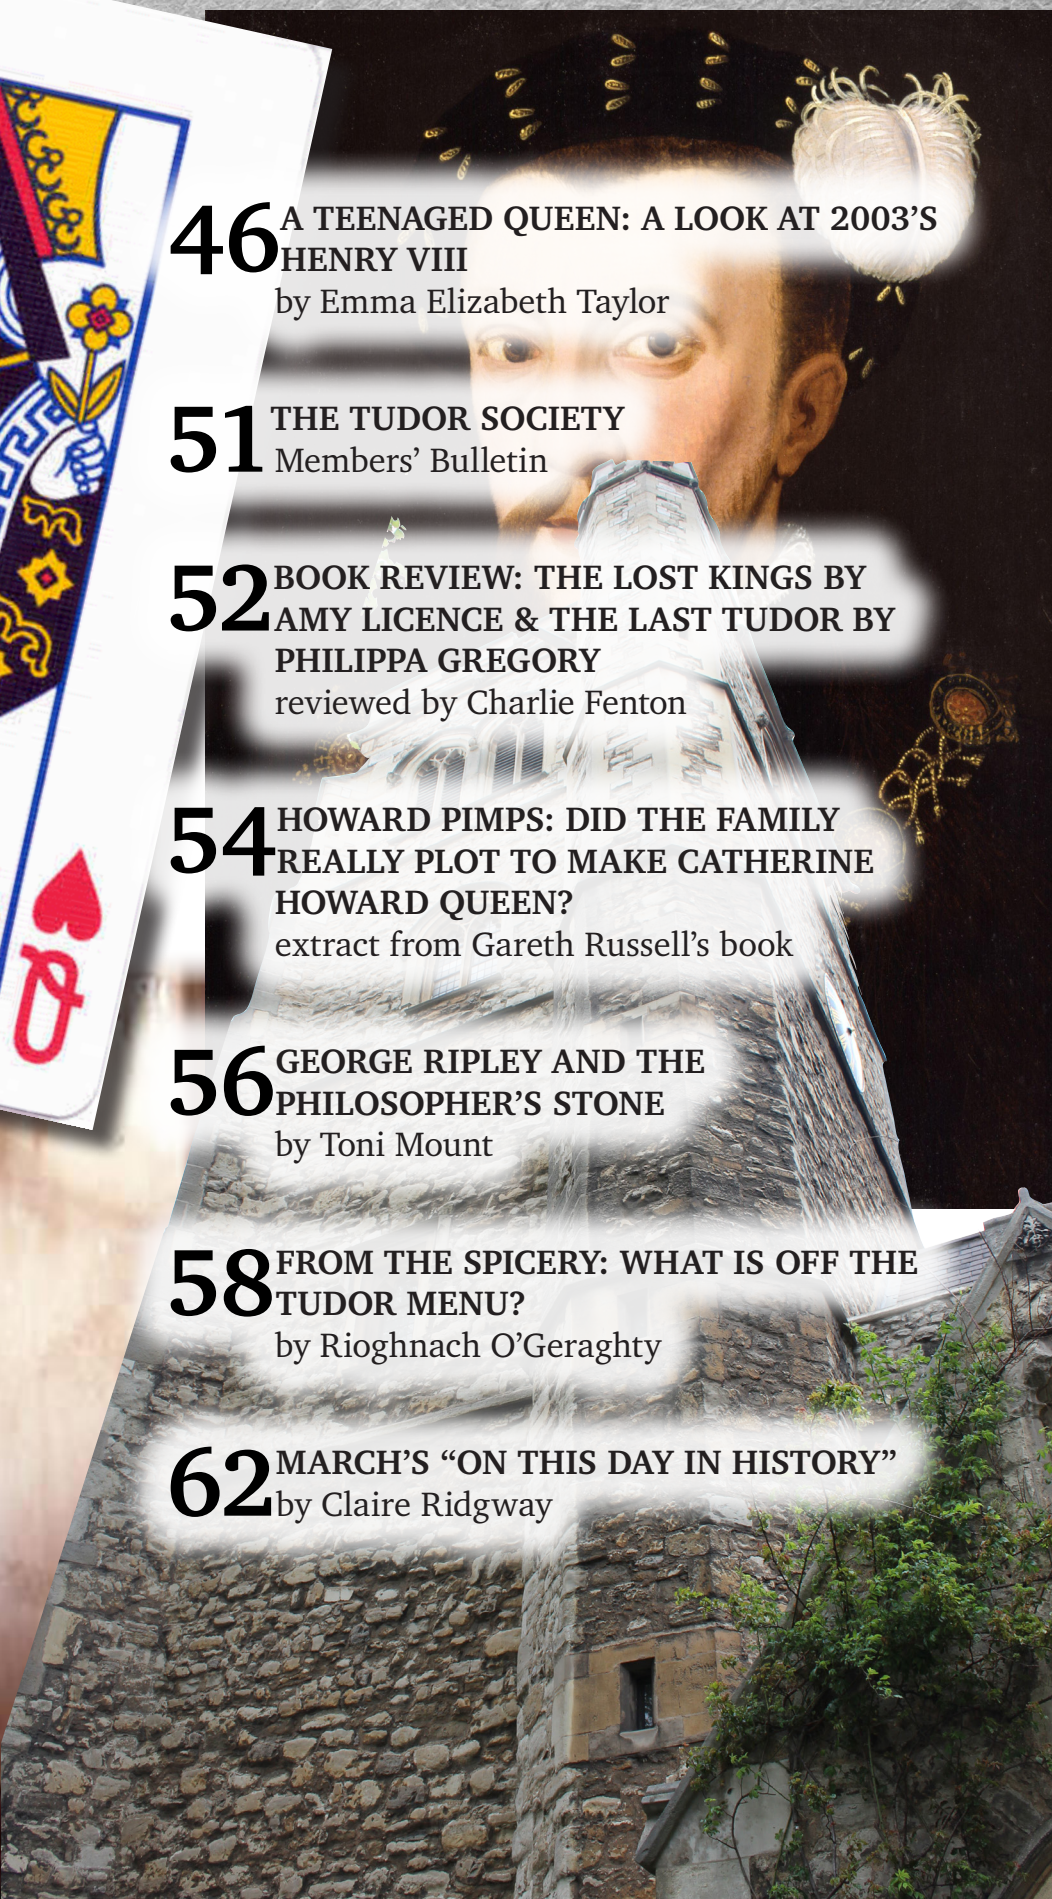 46 A TEENAGED QUEEN: A LOOK AT 2003’S
HENRY VIII
by Emma Elizabeth Taylor
51 THE TUDOR SOCIETY
Members’ Bulletin
52 BOOK REVIEW: THE LOST KINGS BY
AMY LICENCE & THE LAST TUDOR BY
PHILIPPA GREGORY
reviewed by Charlie Fenton
54 HOWARD PIMPS: DID THE FAMILY
REALLY PLOT TO MAKE CATHERINE
HOWARD QUEEN?
extract from Gareth Russell’s book
56 GEORGE RIPLEY AND THE
PHILOSOPHER’S STONE
by Toni Mount
58 FROM THE SPICERY: WHAT IS OFF THE
TUDOR MENU?
by Rioghnach O’Geraghty
62 MARCH’S “ON THIS DAY IN HISTORY”
by Claire Ridgway
Q